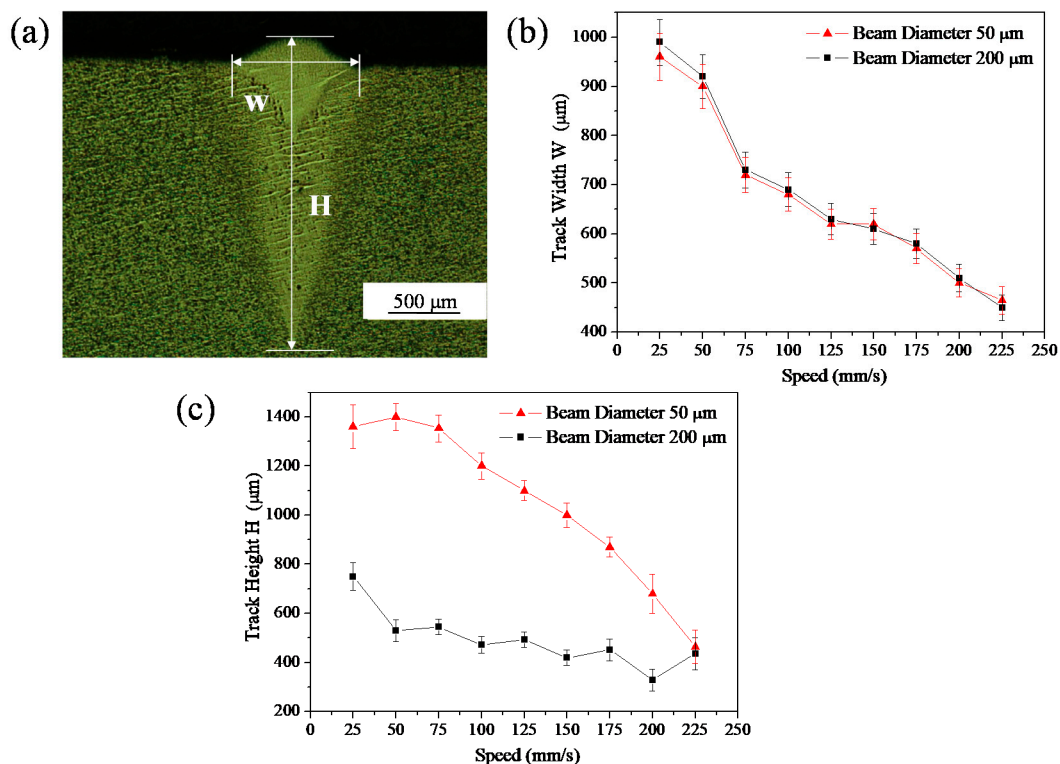 (a)
W
H
500 μm
(b)
Beam Diameter 50 μm
Beam Diameter 200 μm
Track Width W (μm)
1000
900
800
700
600
500
400
0 25 50 75 100 125 150 175 200 225 250
Speed (mm/s)
(c)
Beam Diameter 50 μm
Beam Diameter 200 μm
Track Height H (μm)
1400
1200
1000
800
600
400
200
0 25 50 75 100 125 150 175 200 225 250
Speed (mm/s)